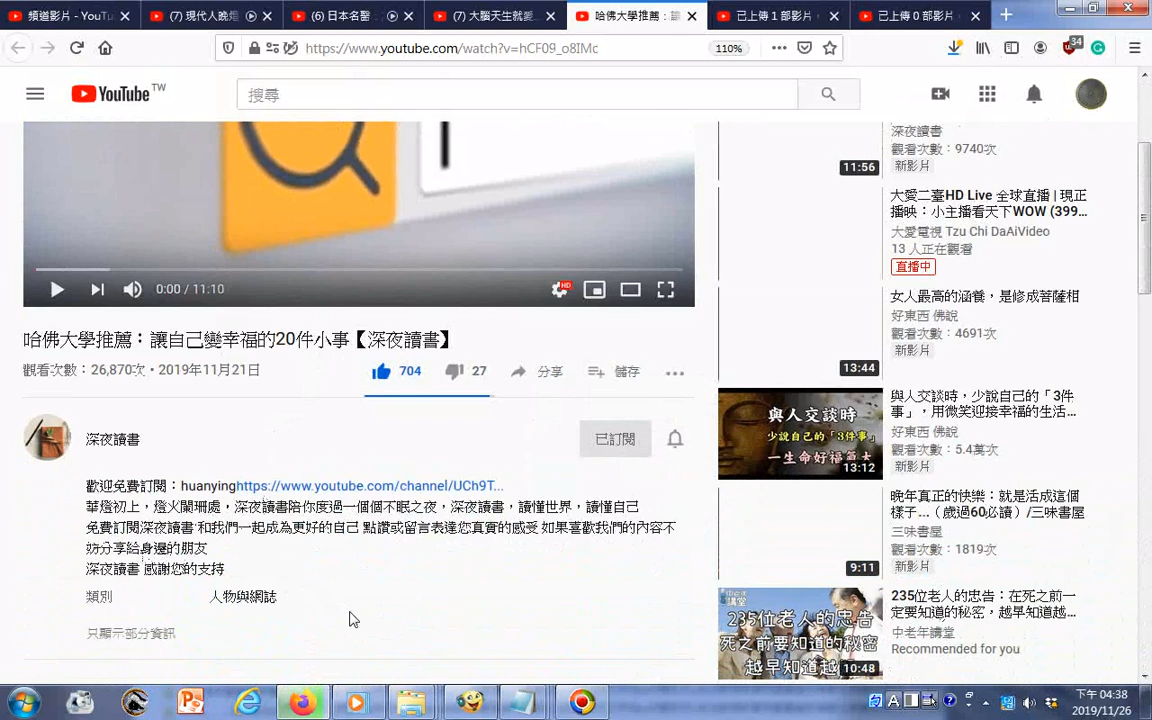 頻道影片 - YouT
(7) 現代人晚熟
(6) 日本名醫
(7) 大腦天生就愛
哈佛大學推薦：讓
已上傳 1 部影片
已上傳 0 部影片
https://www.youtube.com/watch?v=hCF09_o8IMc
110%
34
YouTube TW
搜尋
0:00 / 11:10
HD
哈佛大學推薦：讓自己變幸福的20件小事【深夜讀書】
觀看次數：26,870次 • 2019年11月21日
704
27
分享
儲存
深夜讀書
已訂閱
歡迎免費訂閱：huanyinghttps://www.youtube.com/channel/UCh9T...
華燈初上，燈火闌珊處，深夜讀書陪你度過一個個不眠之夜，深夜讀書，讀懂世界，讀懂自己
免費訂閱深夜讀書 和我們一起成為更好的自己 點讚或留言表達您真實的感受 如果喜歡我們的內容不
妨分享給身邊的朋友
深夜讀書 感謝您的支持
類別
人物與網誌
只顯示部分資訊
11:56
深夜讀書
觀看次數：9740次
新影片
大愛二臺HD Live 全球直播 | 現正
播映：小主播看天下WOW (399...
大愛電視 Tzu Chi DaAiVideo
13 人正在觀看
直播中
13:44
女人最高的涵養，是修成菩薩相
好東西 佛說
觀看次數：4691次
新影片
與人交談時
少說自己的「3件事」
一生命好福氣大
13:12
與人交談時，少說自己的「3件
事」，用微笑迎接幸福的生活...
好東西 佛說
觀看次數：5.4萬次
新影片
9:11
晚年真正的快樂：就是活成這個
樣子...（歲過60必讀）/三味書屋
三味書屋
觀看次數：1819次
新影片
235位老人的忠告
死之前要知道的秘密
越早知道越
10:48
235位老人的忠告：在死之前一
定要知道的秘密，越早知道越...
中老年講堂
Recommended for you
下午 04:38
2019/11/26